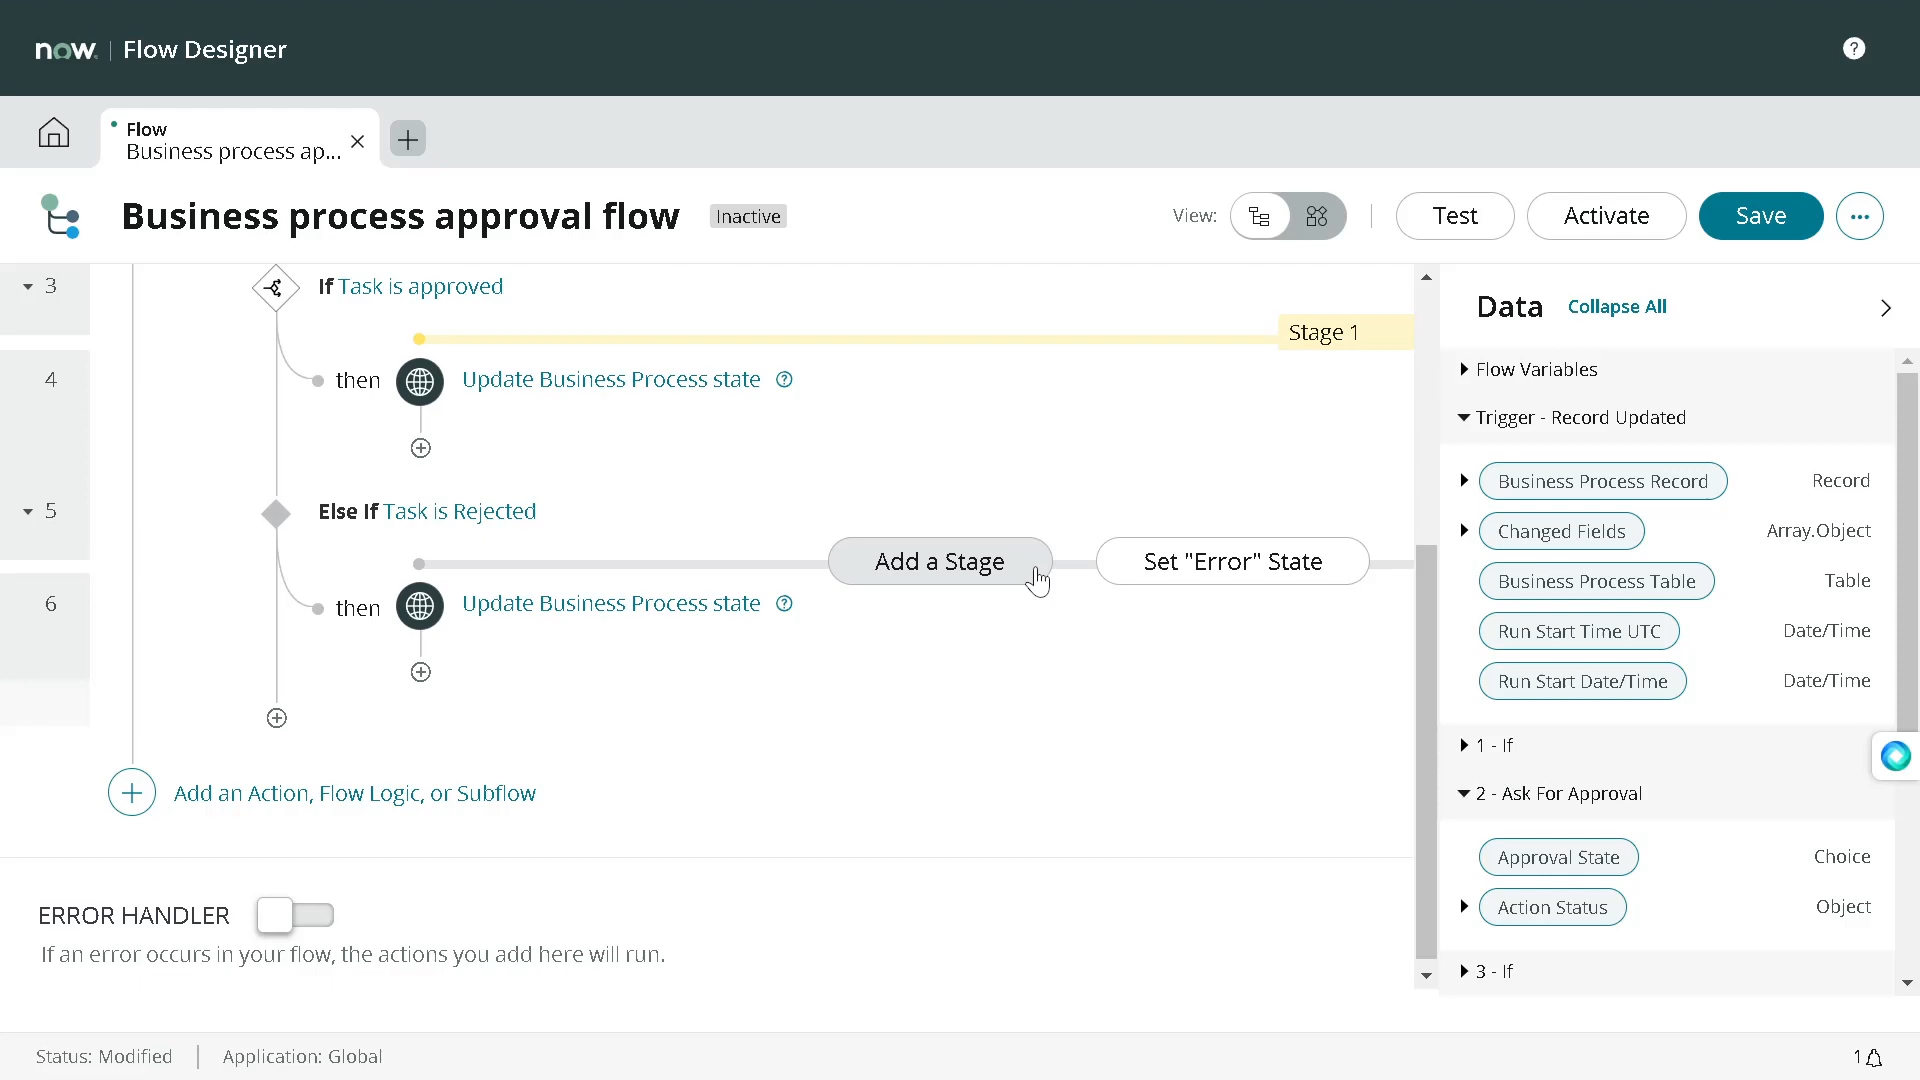 now. | Flow Designer
Flow
Business process ap...
Business process approval flow
Inactive
View:
Test
Activate
Save
3
If Task is approved
Stage 1
4
then
Update Business Process state
5
Else If Task is Rejected
Add a Stage
Set "Error" State
6
then
Update Business Process state
Add an Action, Flow Logic, or Subflow
ERROR HANDLER
If an error occurs in your flow, the actions you add here will run.
Data
Collapse All
Flow Variables
Trigger - Record Updated
Business Process Record Record
Changed Fields Array.Object
Business Process Table Table
Run Start Time UTC Date/Time
Run Start Date/Time Date/Time
1 - If
2 - Ask For Approval
Approval State Choice
Action Status Object
3 - If
Status: Modified | Application: Global
1